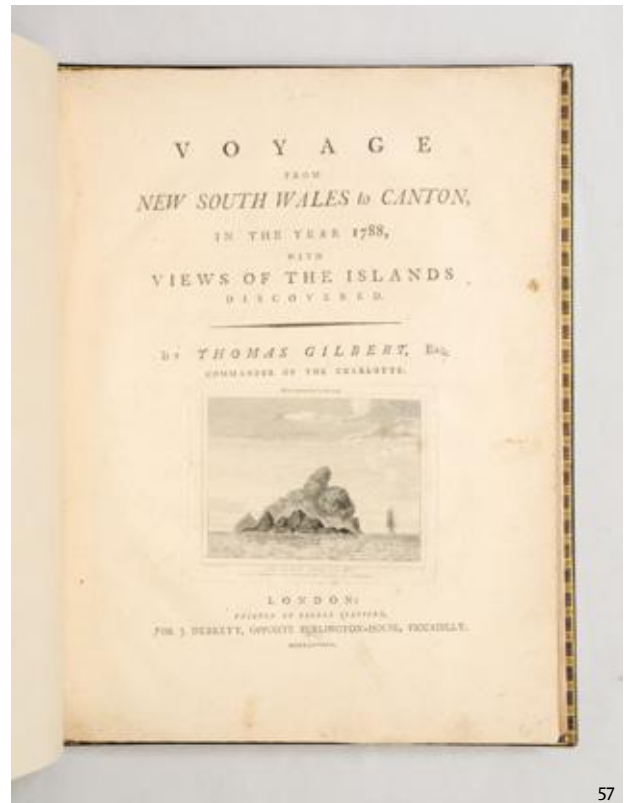 VOYAGE
FROM
NEW SOUTH WALES to CANTON,
IN THE YEAR 1788,
WITH
VIEWS OF THE ISLANDS
DISCOVERED.
BY THOMAS GILBERT, Esq.
COMMANDER OF THE CHARLOTTE.
LONDON:
FOR J. DEBRETT, OPPOSITE BURLINGTON-HOUSE, PICCADILLY.
57